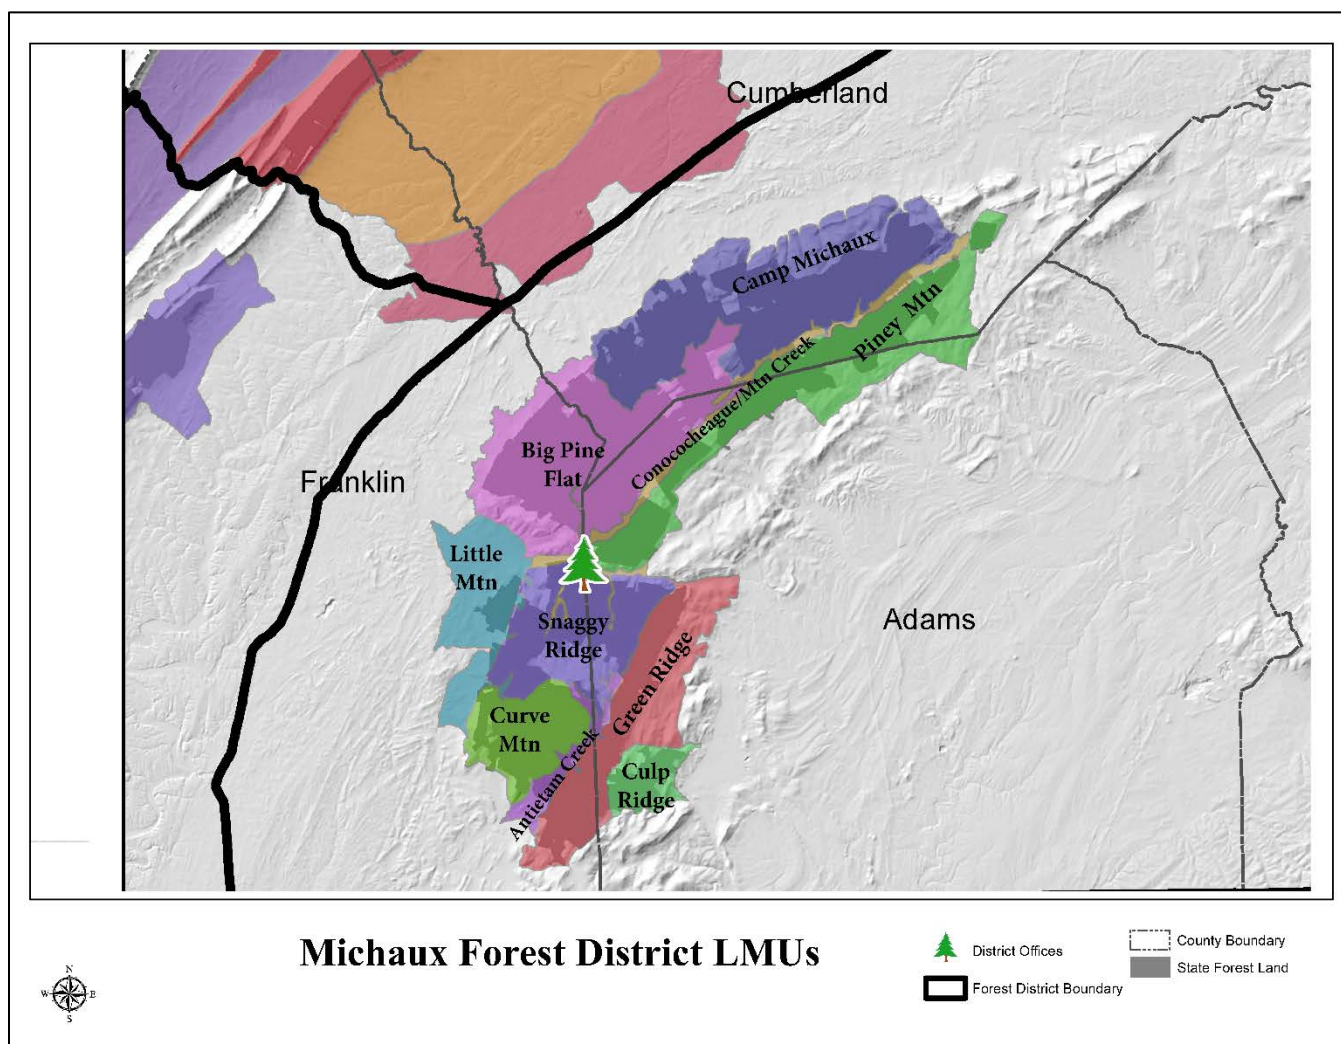 Cumberland
Camp Michaux
Piney Mtn
Conococheague/Mtn Creek
Big Pine
Flat
Franklin
Little
Mtn
Snaggy
Ridge
Adams
Green Ridge
Curve
Mtn
Antietam Creek
Culp
Ridge
Michaux Forest District LMUs
District Offices
Forest District Boundary
County Boundary
State Forest Land
N
W E
S